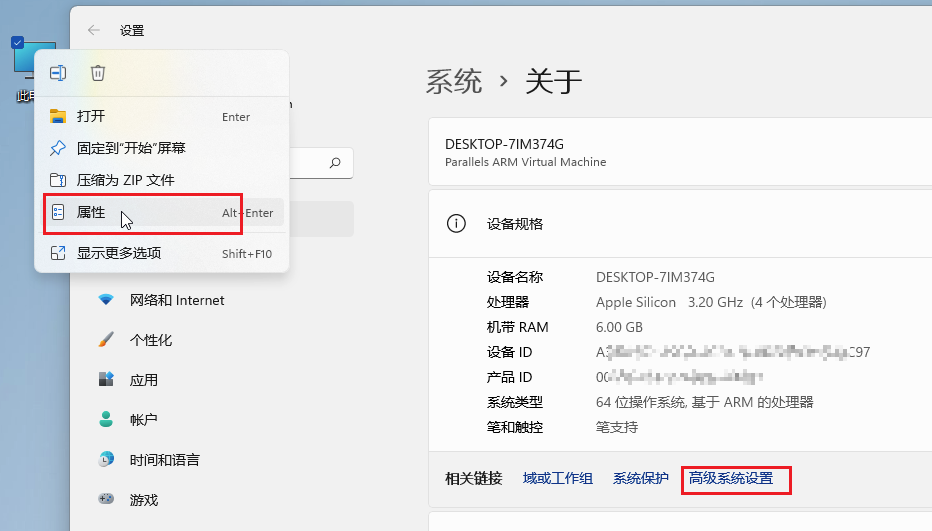 设置
此
打开 Enter
固定到“开始”屏幕
压缩为 ZIP 文件
属性 Alt+Enter
显示更多选项 Shift+F10
网络和 Internet
个性化
应用
帐户
时间和语言
游戏
系统 › 关于
DESKTOP-7IM374G
Parallels ARM Virtual Machine
设备规格
设备名称 DESKTOP-7IM374G
处理器 Apple Silicon 3.20 GHz (4 个处理器)
机带 RAM 6.00 GB
设备 ID
产品 ID
系统类型 64 位操作系统, 基于 ARM 的处理器
笔和触控 笔支持
相关链接 域或工作组 系统保护 高级系统设置